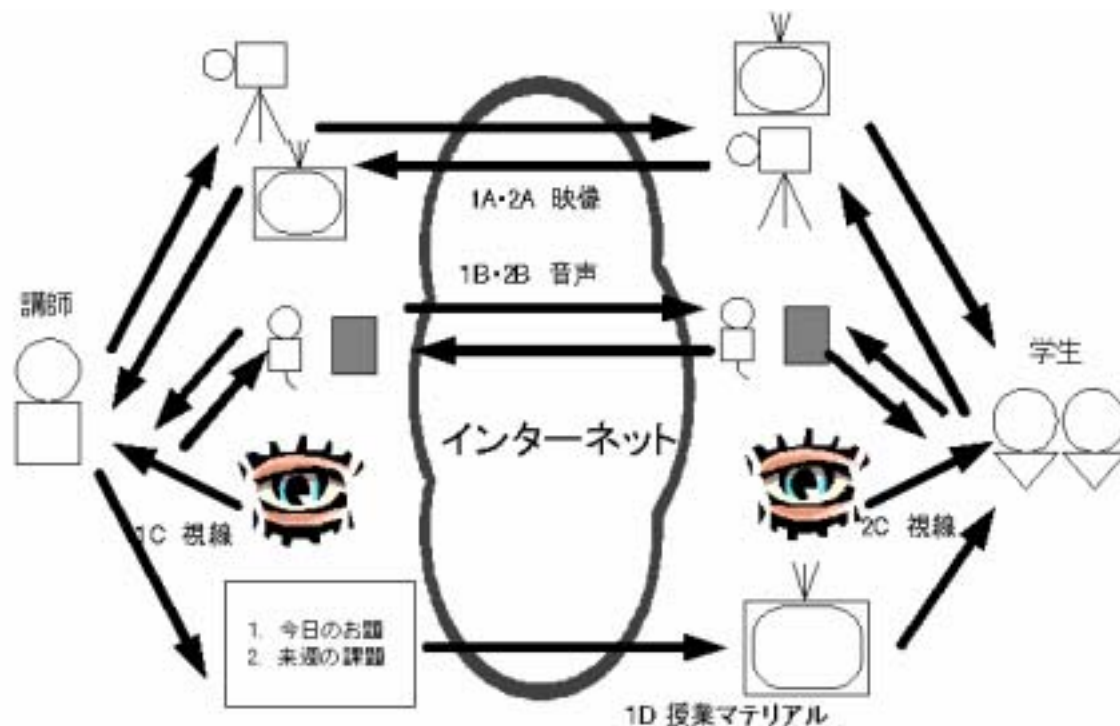 1A・2A 映像
1B・2B 音声
講師
学生
インターネット
1C 視線
2C 視線
1. 今日のお題
2. 来週の課題
1D 授業マテリアル